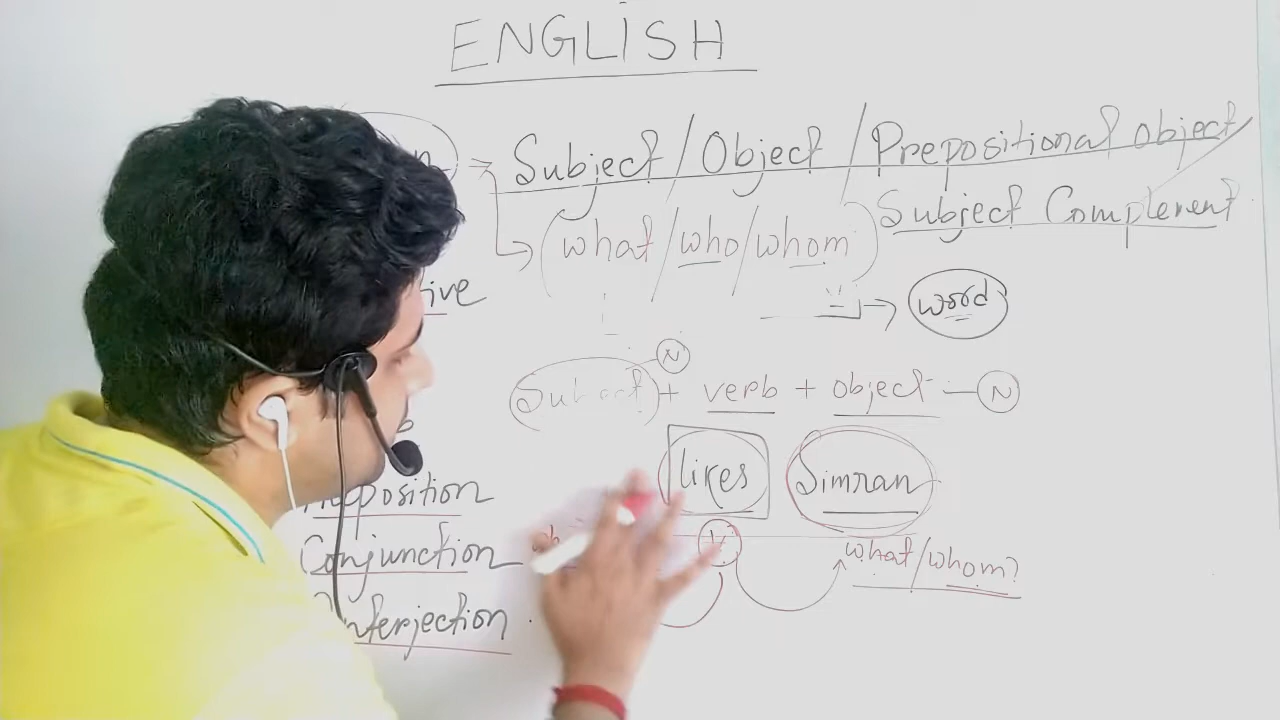 ENGLISH
Subject / Object / Prepositional object
Subject Complement
(what / who / whom)
ive
word
N
Subject + verb + object — N
likes Simran
Preposition
Conjunction
V
what/whom?
Interjection